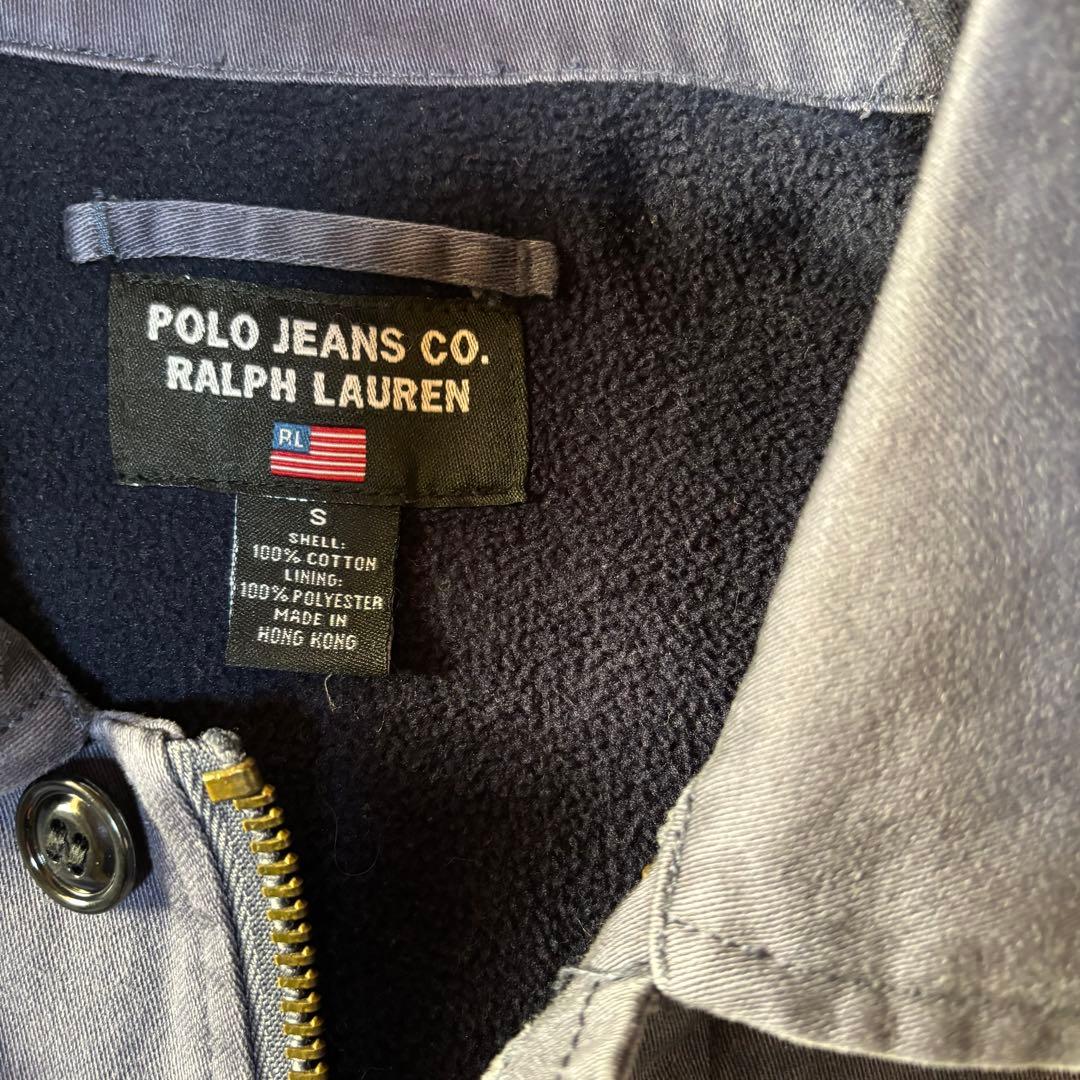 POLO JEANS CO.
RALPH LAUREN
RL
S
SHELL:
100% COTTON
LINING:
100% POLYESTER
MADE IN
HONG KONG